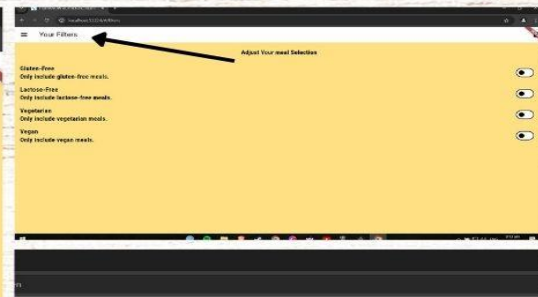 Your Filters
Adjust Your meal Selection
Gluten-Free
Only include gluten-free meals.
Lactose-Free
Only include lactose-free meals.
Vegetarian
Only include vegetarian meals.
Vegan
Only include vegan meals.